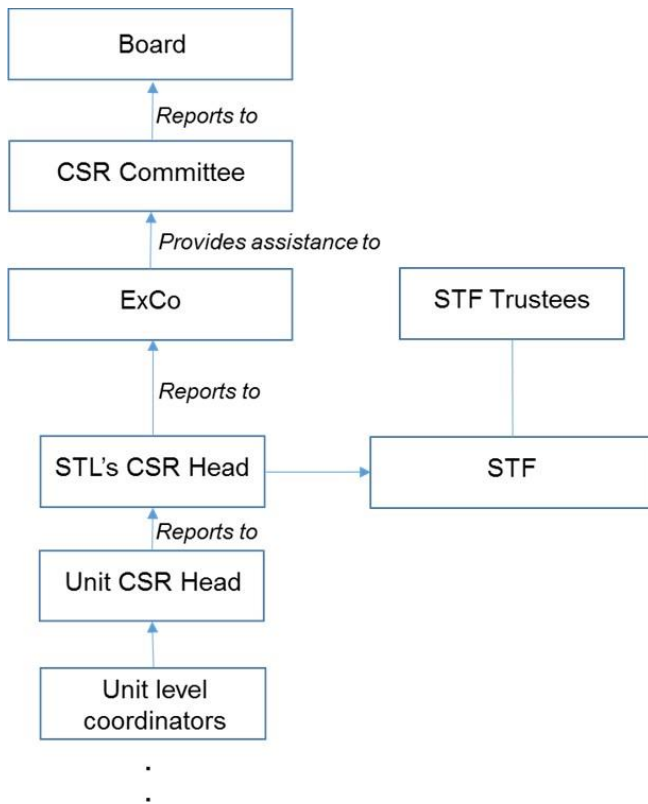 Board
Reports to
CSR Committee
Provides assistance to
ExCo
STF Trustees
Reports to
STL’s CSR Head
STF
Reports to
Unit CSR Head
Unit level
coordinators
.
.